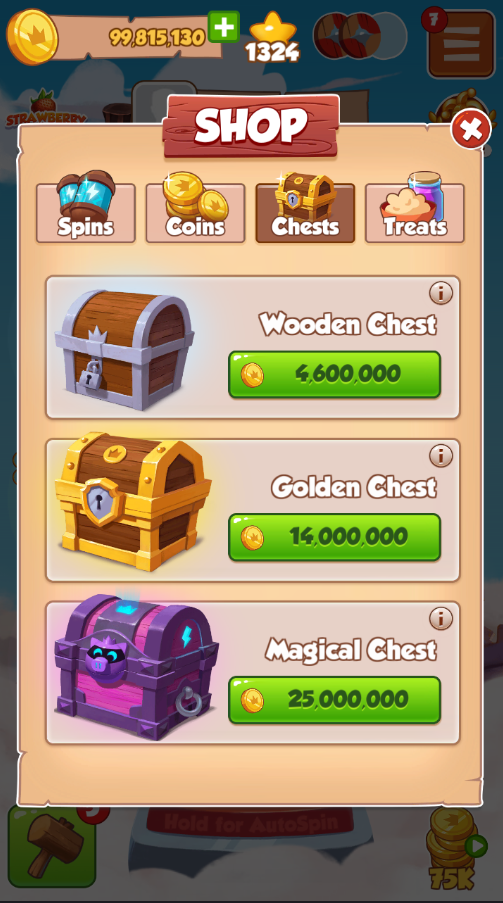 99,815,130
1324
7
STRAWBERRY
SHOP
Spins
Coins
Chests
Treats
i
Wooden Chest
4,600,000
i
Golden Chest
14,000,000
i
Magical Chest
25,000,000
Hold for AutoSpin
75K